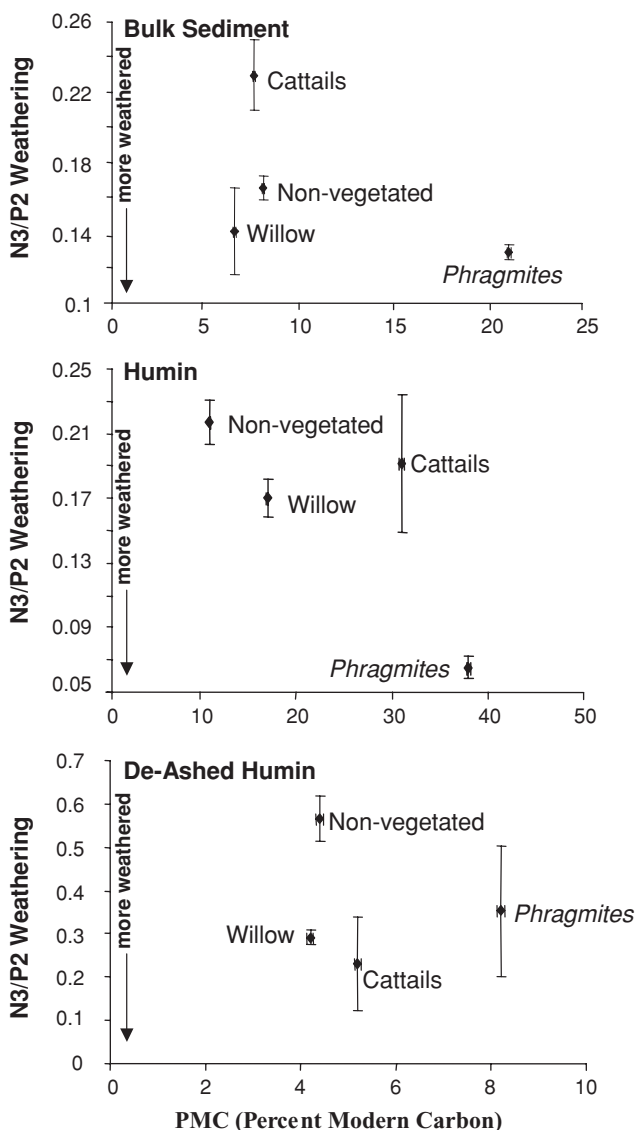 Bulk Sediment
N3/P2 Weathering
0.26
0.22
0.18
0.14
0.1
more weathered
Cattails
Non-vegetated
Willow
Phragmites
0 5 10 15 20 25
Humin
N3/P2 Weathering
0.25
0.21
0.17
0.13
0.09
0.05
more weathered
Non-vegetated
Cattails
Willow
Phragmites
0 10 20 30 40 50
De-Ashed Humin
N3/P2 Weathering
0.7
0.6
0.5
0.4
0.3
0.2
0.1
0
more weathered
Non-vegetated
Phragmites
Willow
Cattails
0 2 4 6 8 10
PMC (Percent Modern Carbon)